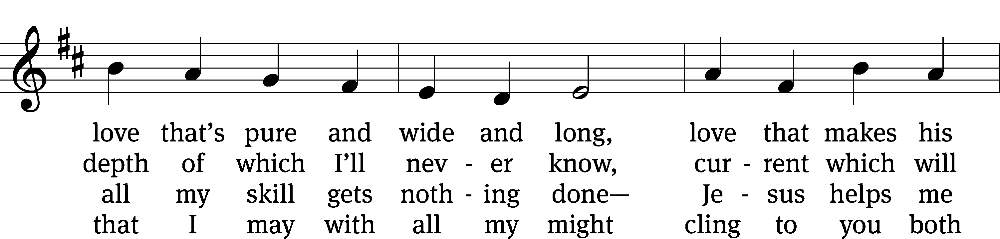 love that’s pure and wide and long, love that makes his
depth of which I’ll nev - er know, cur - rent which will
all my skill gets noth - ing done— Je - sus helps me
that I may with all my might cling to you both